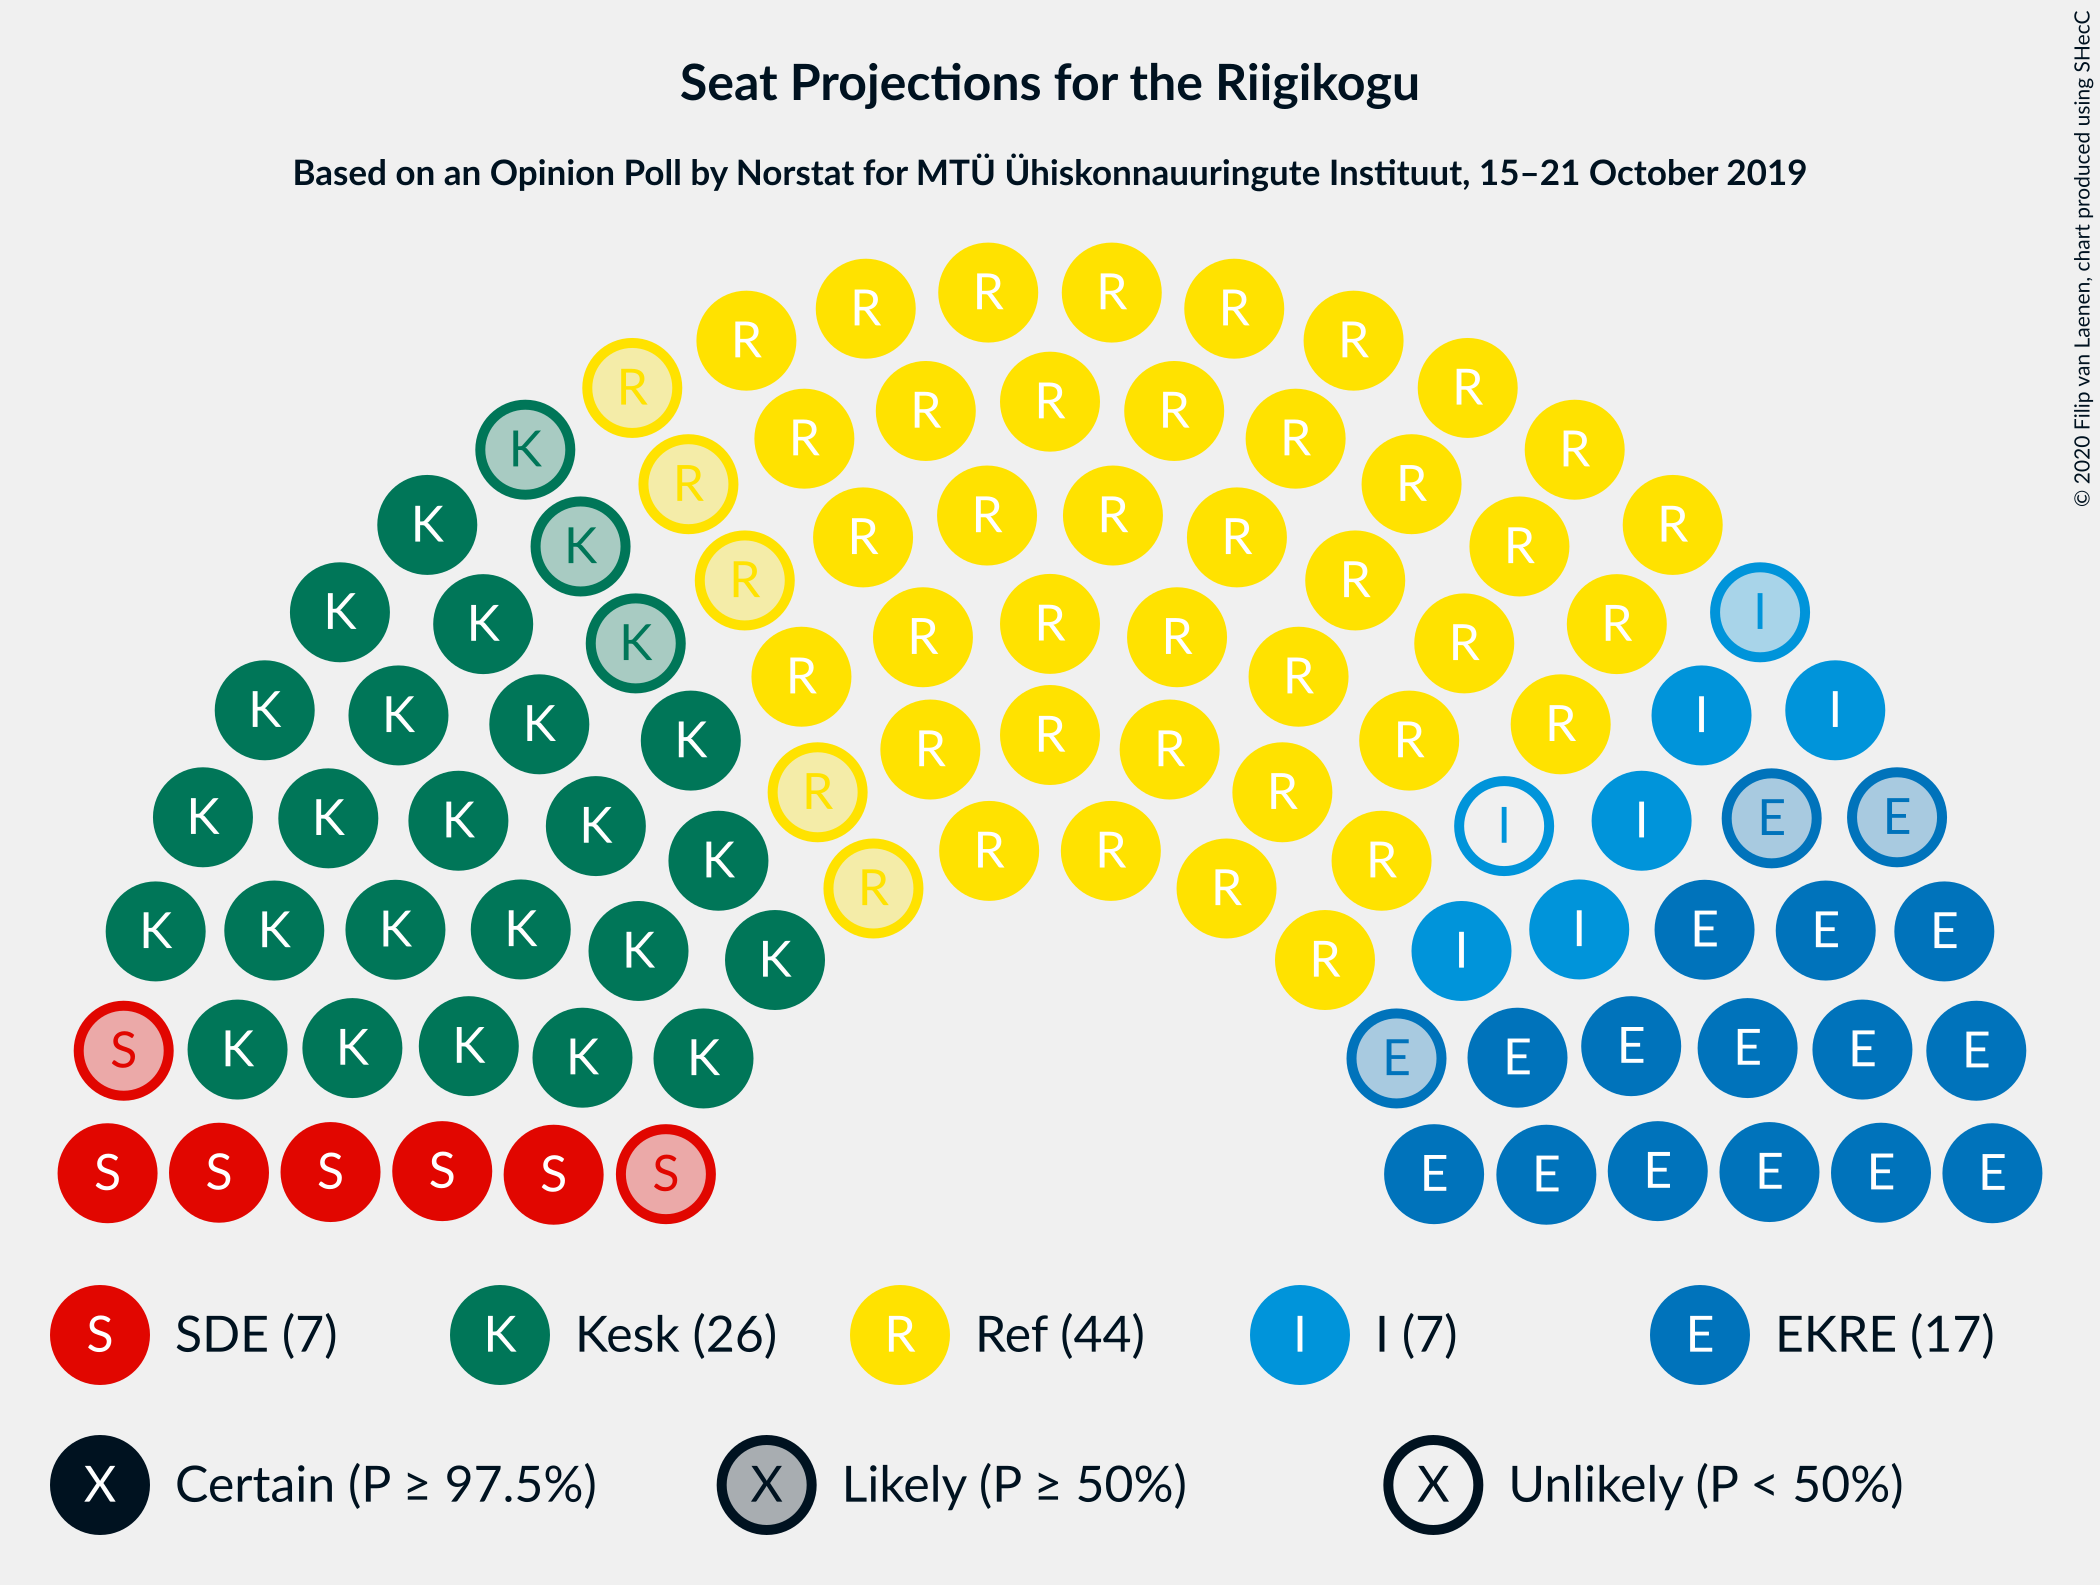 Seat Projections for the Riigikogu
Based on an Opinion Poll by Norstat for MTÜ Ühiskonnauuringute Instituut, 15–21 October 2019
© 2020 Filip van Laenen, chart produced using SHecC
R R R R
R R R R
R R R R R
K R R R R R
R R R R
K R R
K R R R
K R R
K I
K R R R
K R R R
K R R
K R R R
K K I I
K R R R
K K R R
K K K K R R I I E E
K R
K R R R R
K K K K K I I E E E
K R
S K K K K K E E E E E E
S S S S S S E E E E E E
S SDE (7) K Kesk (26) R Ref (44) I I (7) E EKRE (17)
X Certain (P ≥ 97.5%) X Likely (P ≥ 50%) X Unlikely (P < 50%)